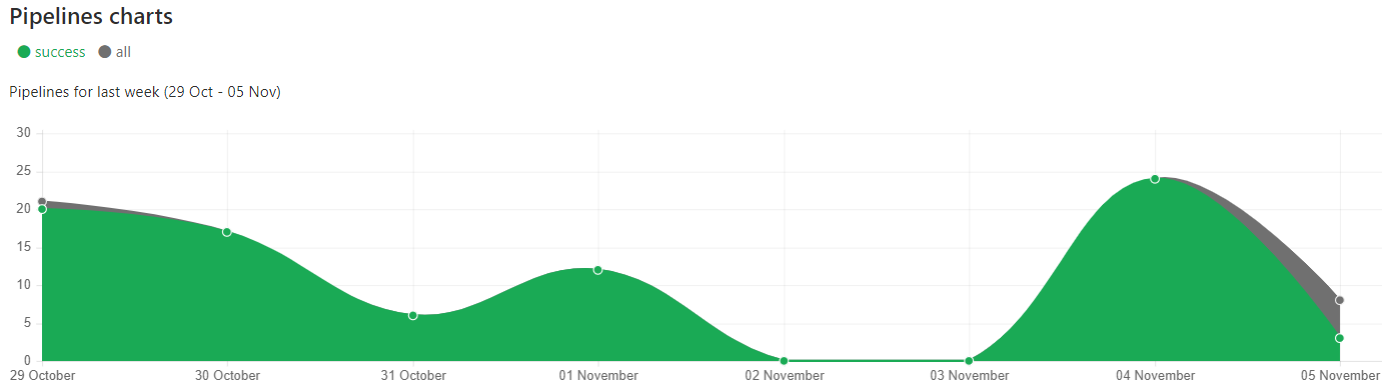 Pipelines charts
success all
Pipelines for last week (29 Oct - 05 Nov)
30
25
20
15
10
5
0
29 October 30 October 31 October 01 November 02 November 03 November 04 November 05 November